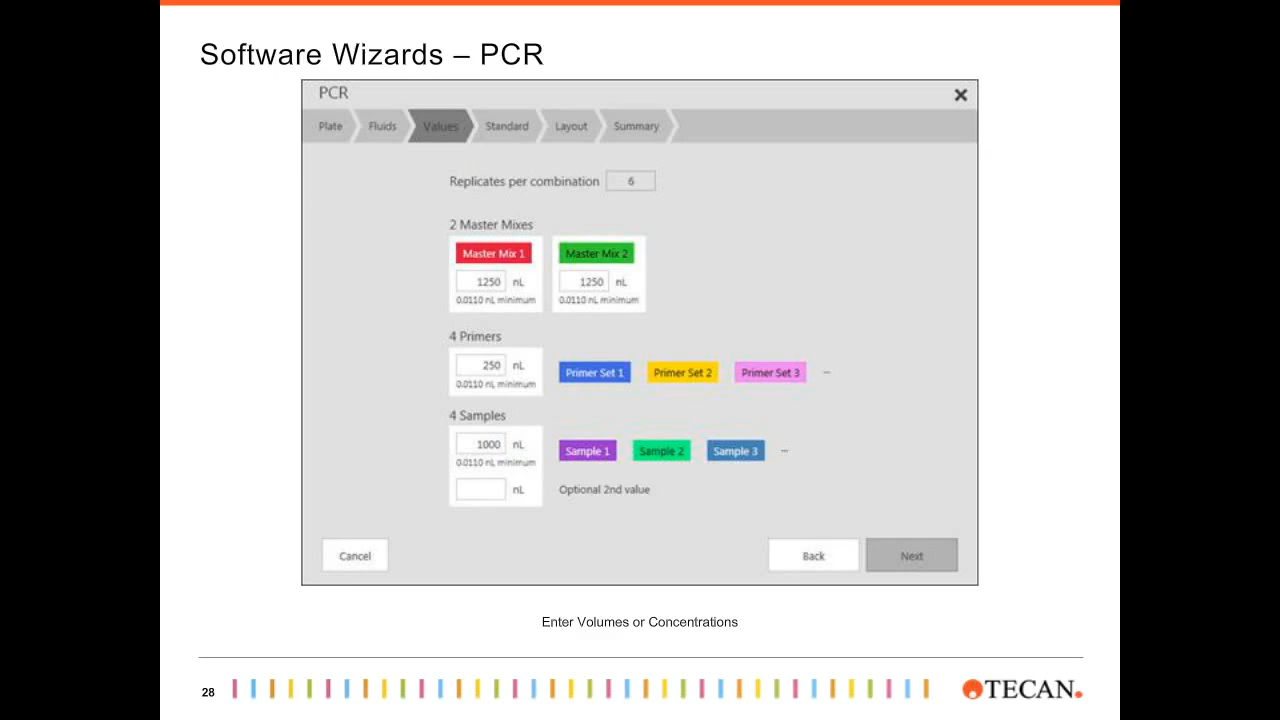 Software Wizards – PCR
PCR
Plate Fluids Values Standard Layout Summary
Replicates per combination 6
2 Master Mixes
Master Mix 1 Master Mix 2
1250 nL 1250 nL
0.0110 nL minimum 0.0110 nL minimum
4 Primers
250 nL
0.0110 nL minimum
Primer Set 1 Primer Set 2 Primer Set 3 ...
4 Samples
1000 nL
0.0110 nL minimum
Sample 1 Sample 2 Sample 3 ...
nL Optional 2nd value
Cancel Back Next
Enter Volumes or Concentrations
28
TECAN.